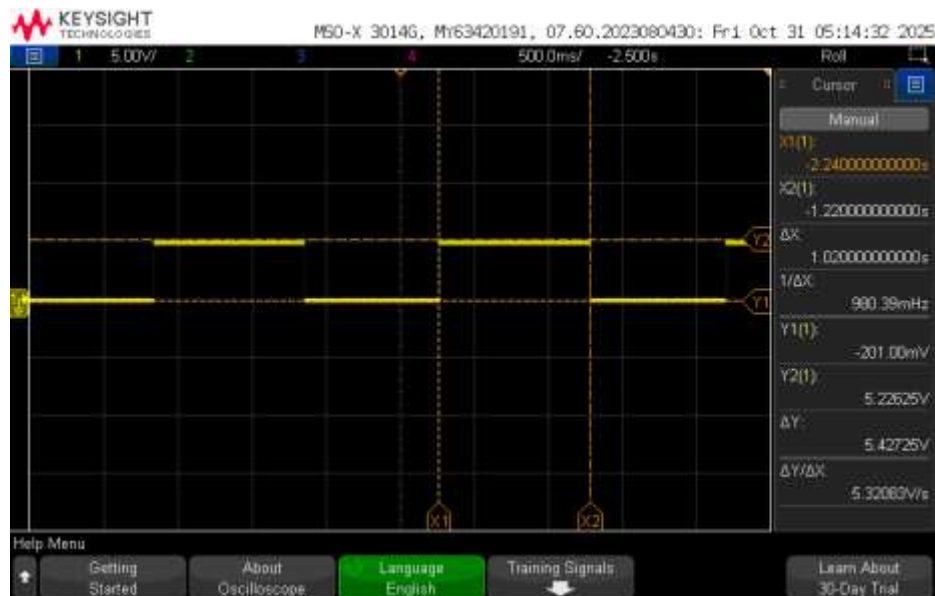 KEYSIGHT
TECHNOLOGIES
MSO-X 3014G, MY63420191, 07.60.2023080430: Fri Oct 31 05:14:32 2025
1 5.00V/ 2 3 4 500.0ms/ -2.500s Roll
Cursor
Manual
X1(1):
-2.240000000000s
X2(1):
-1.220000000000s
ΔX:
1.020000000000s
1/ΔX:
980.39mHz
Y1(1):
-201.00mV
Y2(1):
5.22625V
ΔY:
5.42725V
ΔY/ΔX:
5.32083V/s
Y2
Y1
X1 X2
Help Menu
Getting Started
About Oscilloscope
Language English
Training Signals
Learn About 30-Day Trial